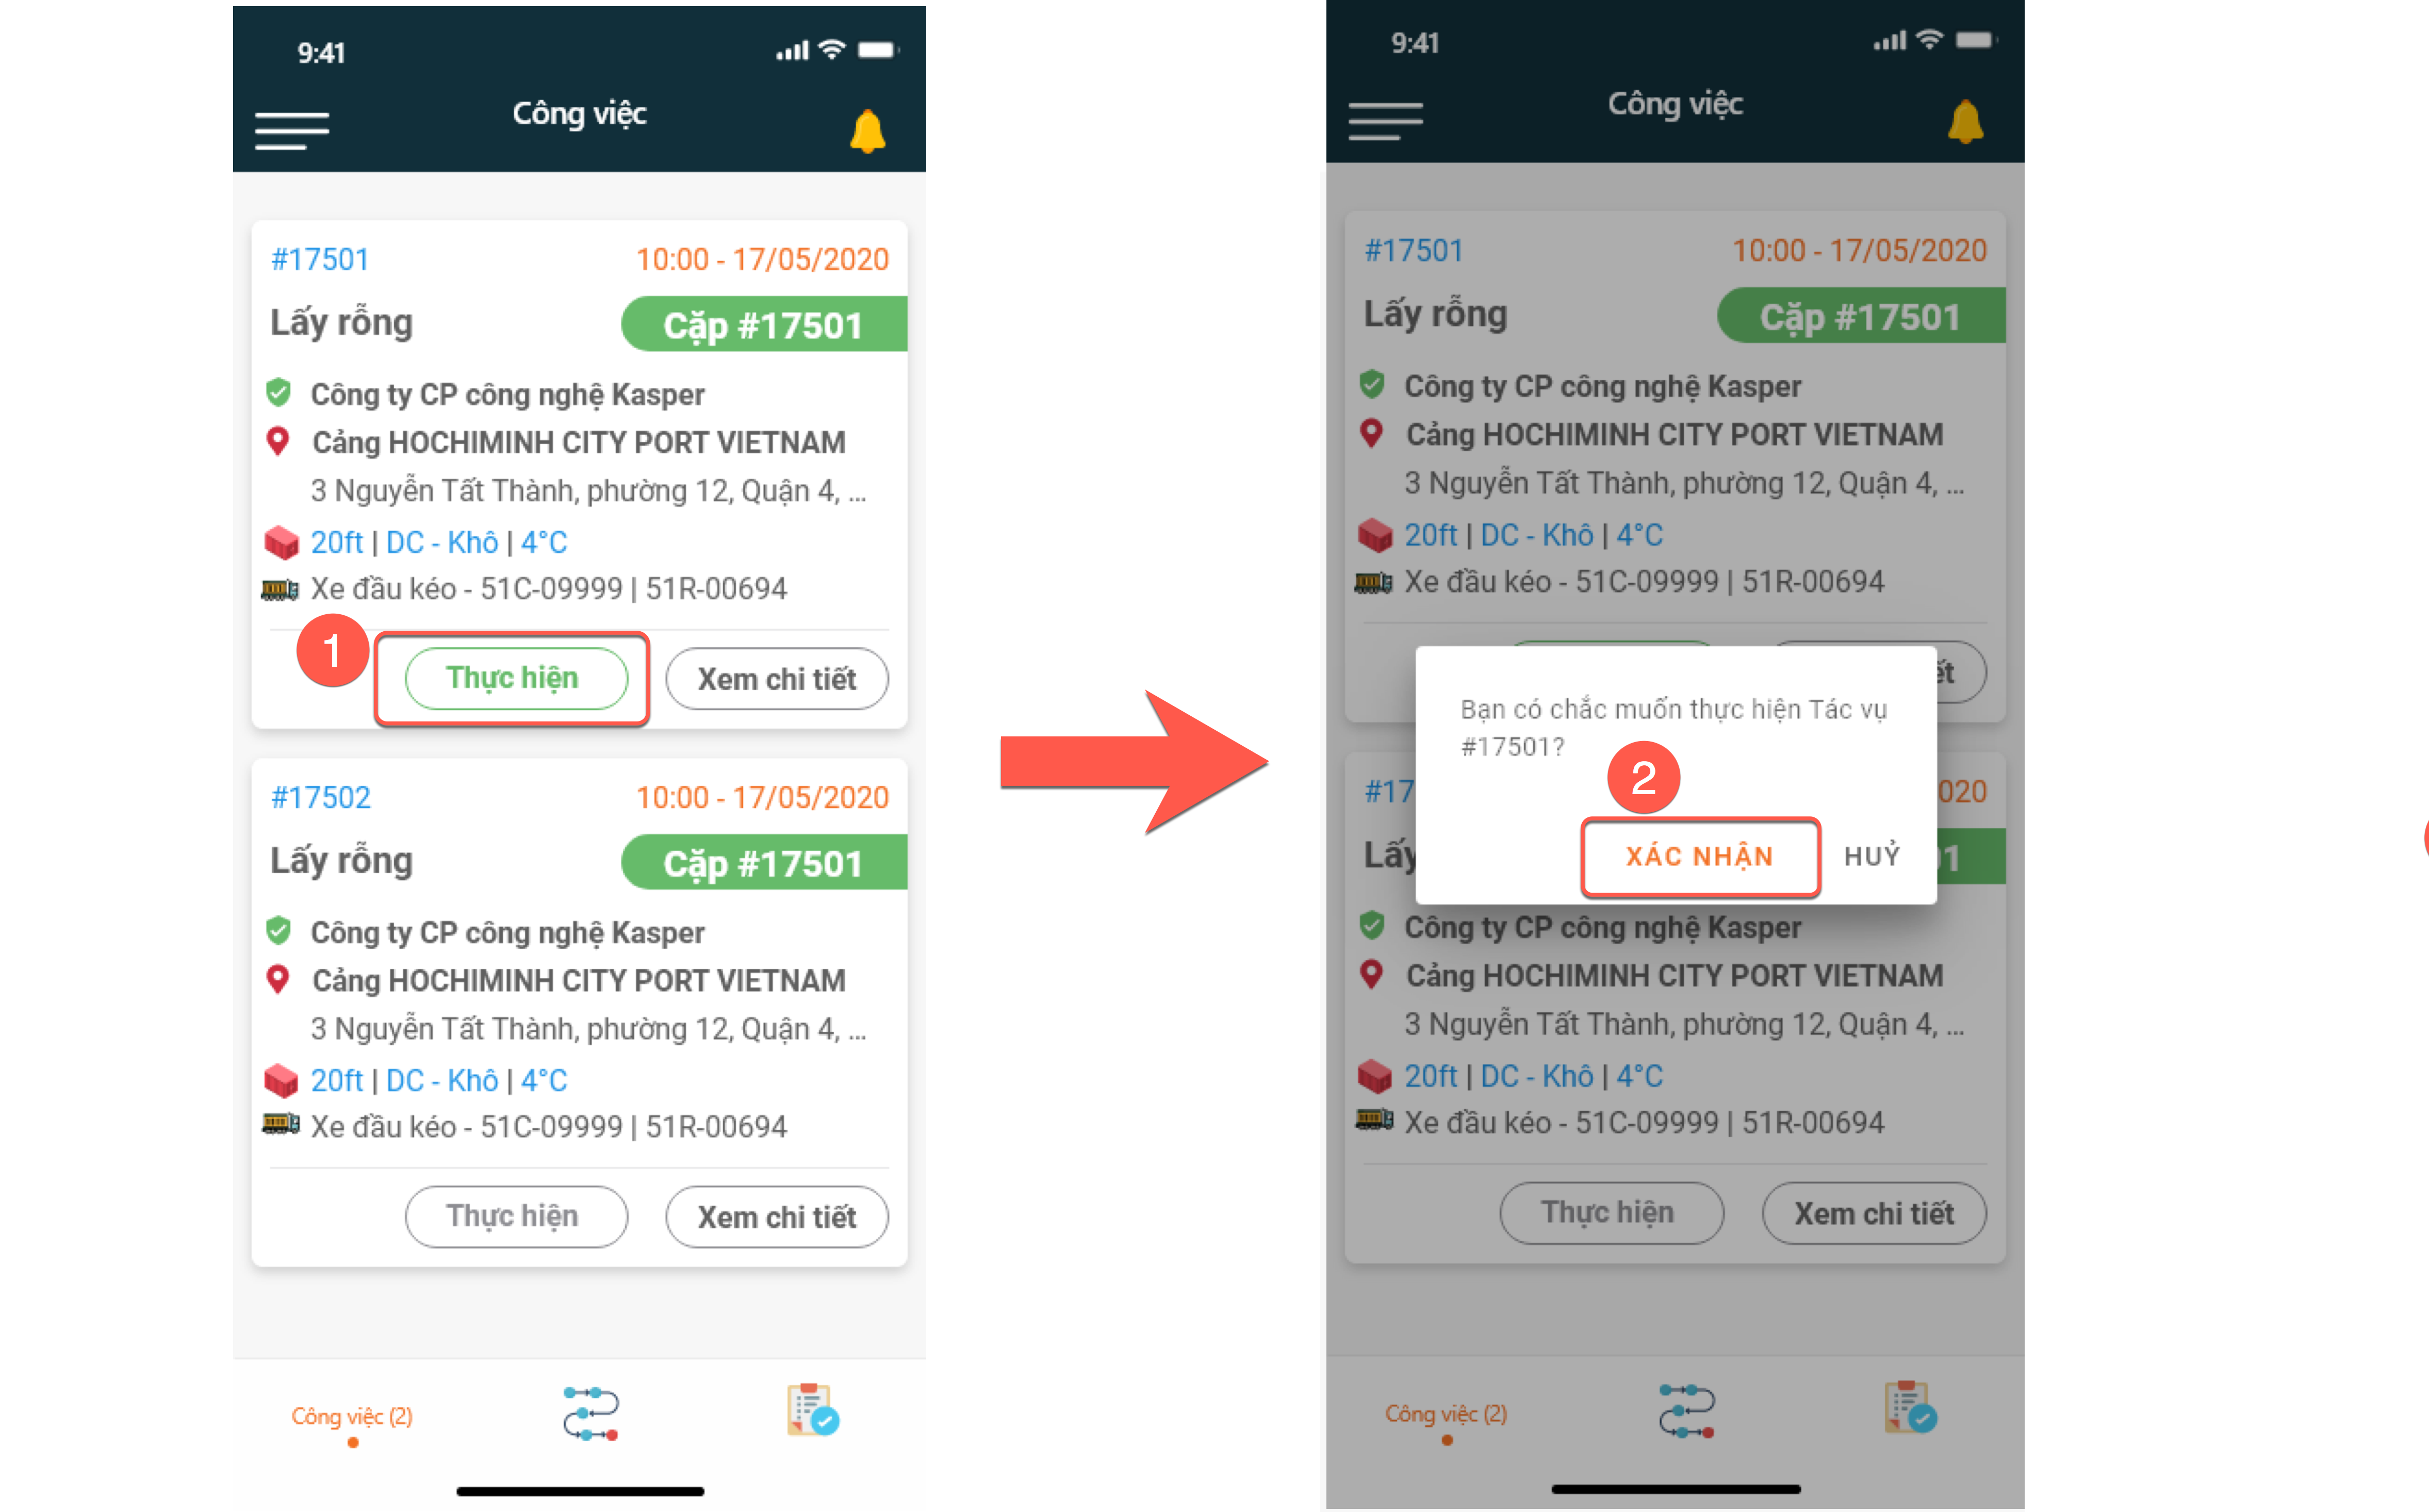 9:41
Công việc
#17501
10:00 - 17/05/2020
Lấy rỗng
Cặp #17501
Công ty CP công nghệ Kasper
Cảng HOCHIMINH CITY PORT VIETNAM
3 Nguyễn Tất Thành, phường 12, Quận 4, ...
20ft | DC - Khô | 4°C
Xe đầu kéo - 51C-09999 | 51R-00694
1
Thực hiện
Xem chi tiết
#17502
10:00 - 17/05/2020
Lấy rỗng
Cặp #17501
Công ty CP công nghệ Kasper
Cảng HOCHIMINH CITY PORT VIETNAM
3 Nguyễn Tất Thành, phường 12, Quận 4, ...
20ft | DC - Khô | 4°C
Xe đầu kéo - 51C-09999 | 51R-00694
Thực hiện
Xem chi tiết
Công việc (2)
9:41
Công việc
#17501
10:00 - 17/05/2020
Lấy rỗng
Cặp #17501
Công ty CP công nghệ Kasper
Cảng HOCHIMINH CITY PORT VIETNAM
3 Nguyễn Tất Thành, phường 12, Quận 4, ...
20ft | DC - Khô | 4°C
Xe đầu kéo - 51C-09999 | 51R-00694
ết
Bạn có chắc muốn thực hiện Tác vụ
#17501?
2
XÁC NHẬN
HUỶ
#17
020
Lấy
1
Công ty CP công nghệ Kasper
Cảng HOCHIMINH CITY PORT VIETNAM
3 Nguyễn Tất Thành, phường 12, Quận 4, ...
20ft | DC - Khô | 4°C
Xe đầu kéo - 51C-09999 | 51R-00694
Thực hiện
Xem chi tiết
Công việc (2)